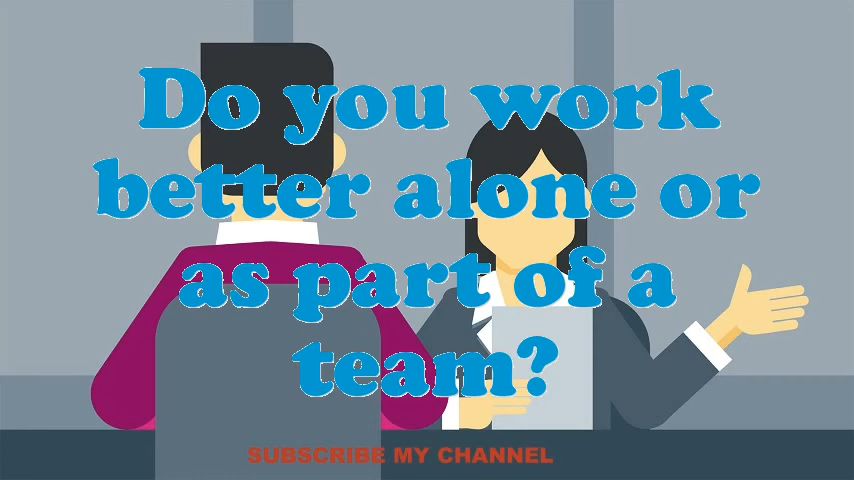 Do you work
better alone or
as part of a
team?
SUBSCRIBE MY CHANNEL